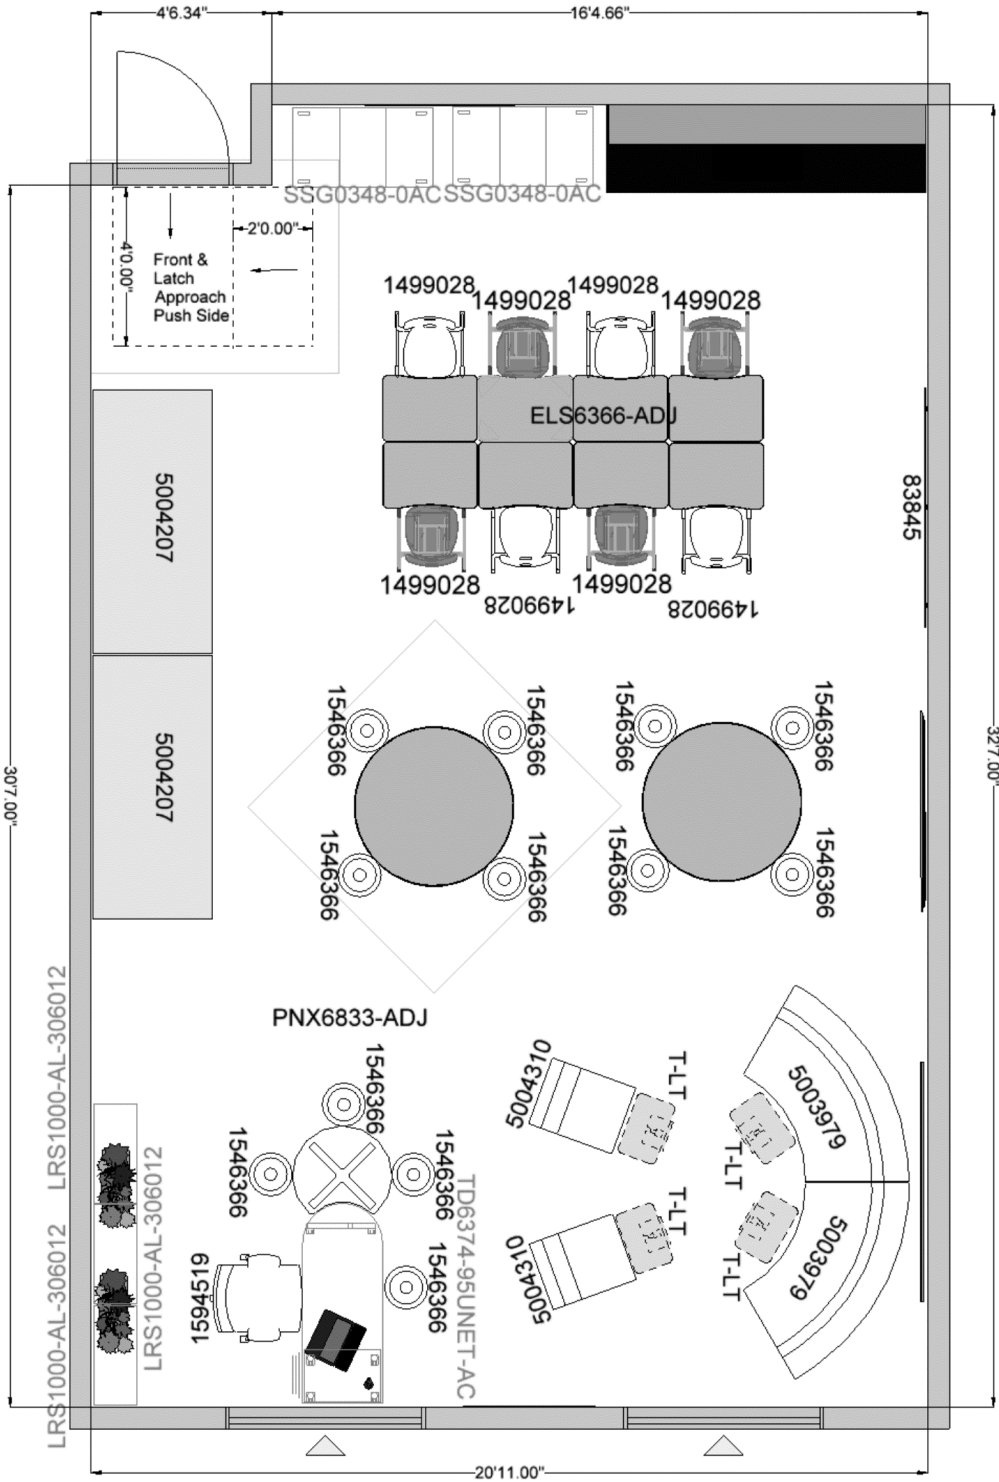 4'6.34"
16'4.66"
SSG0348-0AC
SSG0348-0AC
2'0.00"
4'0.00"
Front &
Latch
Approach
Push Side
1499028
1499028
1499028
1499028
ELS6366-ADJ
5004207
83845
1499028
1499028
1499028
1499028
1546366
1546366
1546366
1546366
5004207
30'7.00"
32'7.00"
1546366
1546366
1546366
1546366
LRS1000-AL-306012
PNX6833-ADJ
1546366
5004310
T-LT
5003979
1546366
1546366
T-LT
LRS1000-AL-306012
TD6374-95UNET-AC
T-LT
LRS1000-AL-306012
1594519
1546366
5004310
T-LT
5003979
20'11.00"